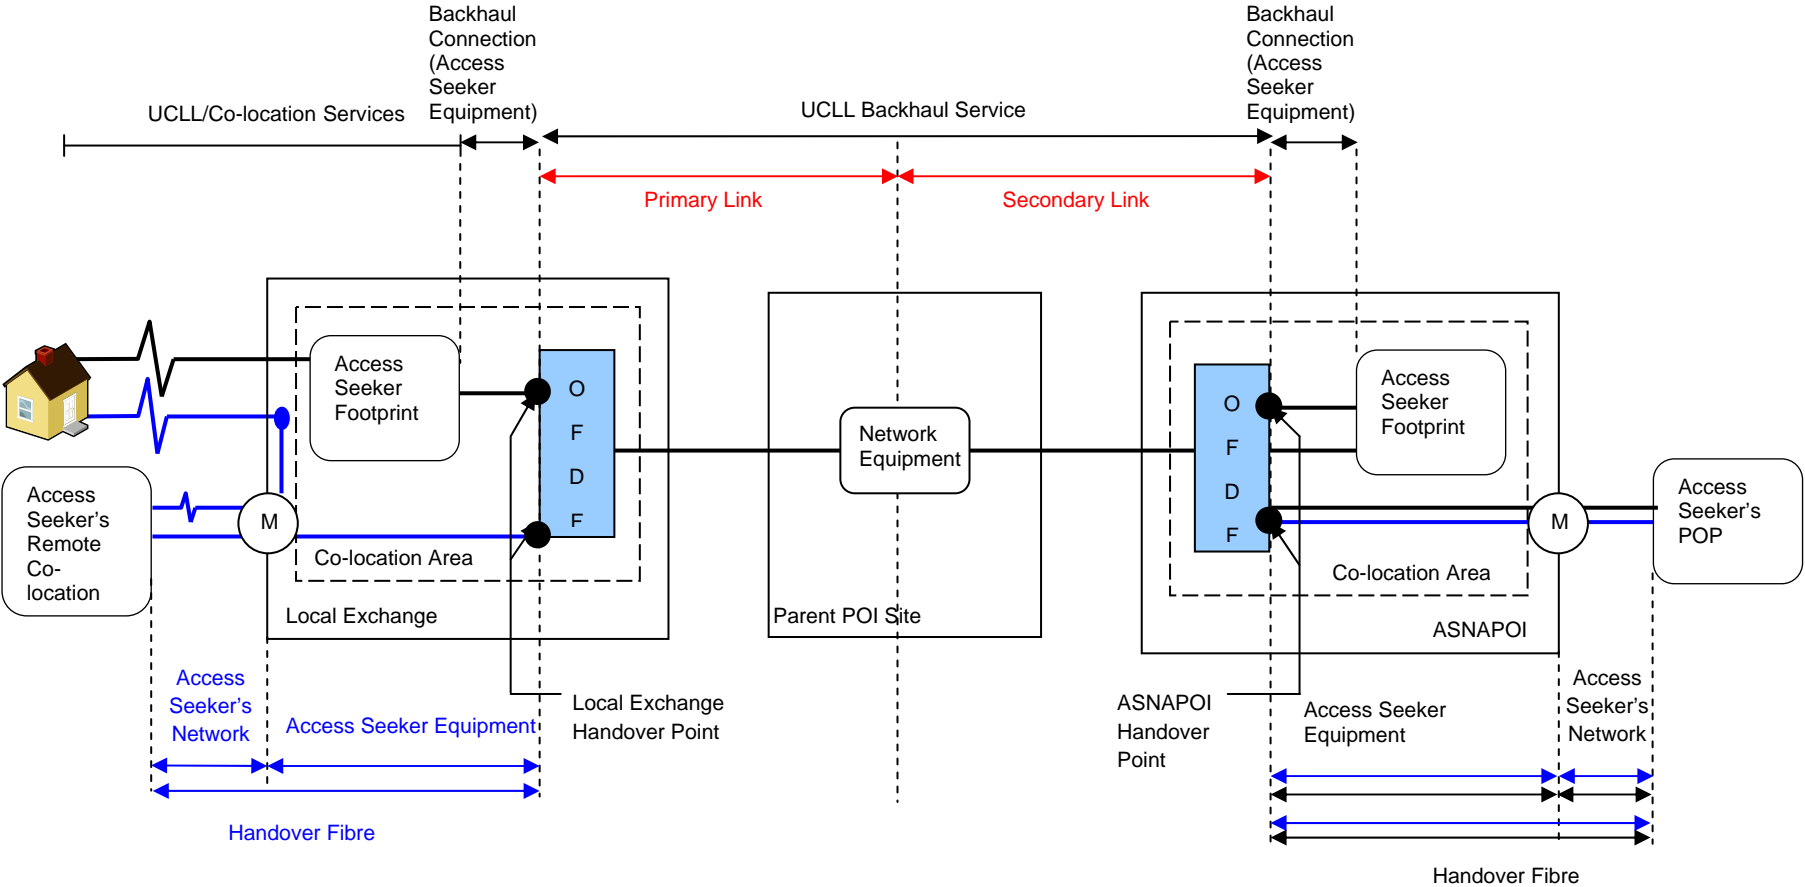 Backhaul
Connection
(Access
Seeker
Equipment)
Backhaul
Connection
(Access
Seeker
Equipment)
UCLL/Co-location Services
UCLL Backhaul Service
Primary Link
Secondary Link
Access
Seeker
Footprint
O
F
D
F
Network
Equipment
O
F
D
F
Access
Seeker
Footprint
Access
Seeker's
Remote
Co-
location
M
Co-location Area
Local Exchange
Parent POI Site
M
Co-location Area
ASNAPOI
Access
Seeker's
POP
Access
Seeker's
Network
Access Seeker Equipment
Local Exchange
Handover Point
ASNAPOI
Handover
Point
Access Seeker
Equipment
Access
Seeker's
Network
Handover Fibre
Handover Fibre